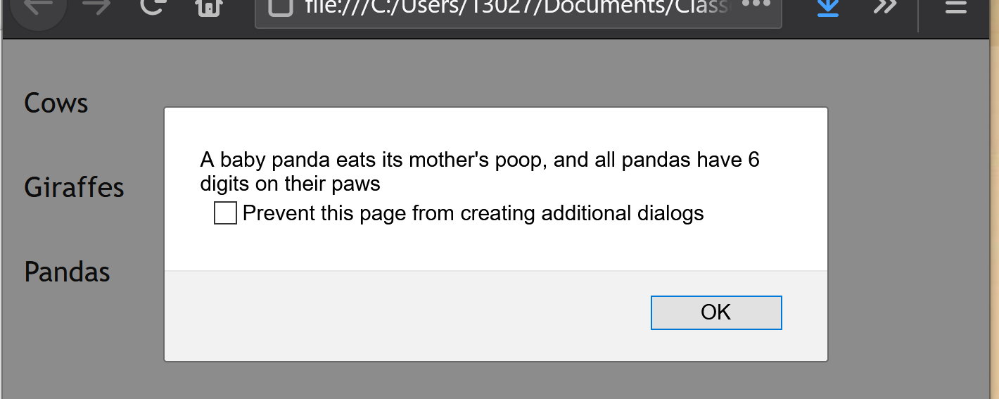 file:///C:/Users/13027/Documents/Class
Cows
A baby panda eats its mother's poop, and all pandas have 6
digits on their paws
Giraffes
Prevent this page from creating additional dialogs
Pandas
OK